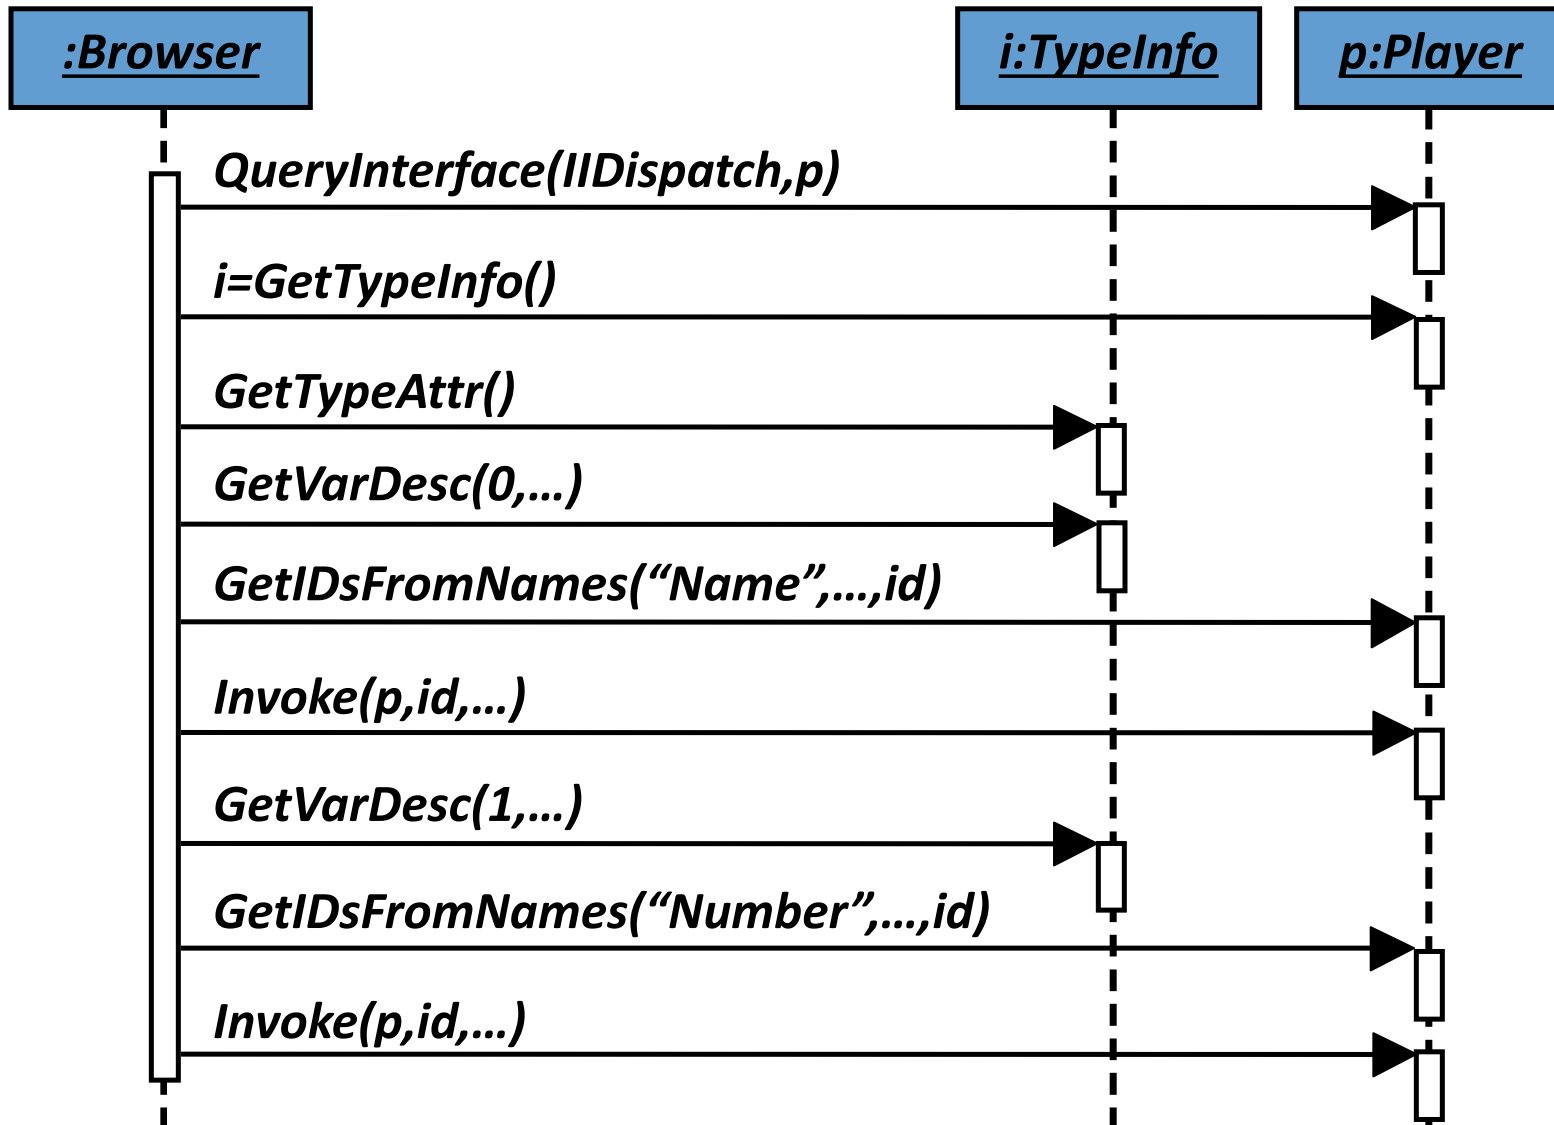 :Browser
i:TypeInfo
p:Player
QueryInterface(IIDispatch,p)
i=GetTypeInfo()
GetTypeAttr()
GetVarDesc(0,…)
GetIDsFromNames(“Name”,…,id)
Invoke(p,id,…)
GetVarDesc(1,…)
GetIDsFromNames(“Number”,…,id)
Invoke(p,id,…)